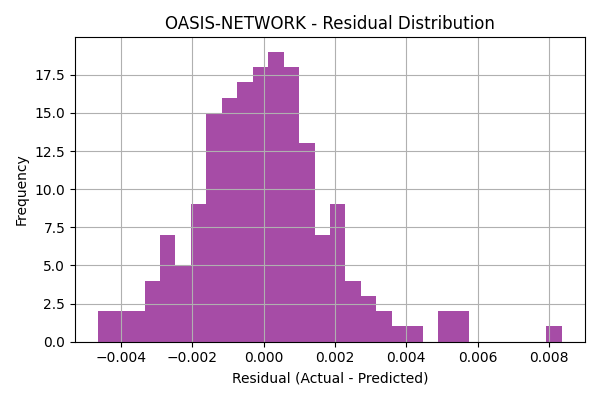 OASIS-NETWORK - Residual Distribution
17.5
15.0
12.5
10.0
7.5
5.0
2.5
0.0
Frequency
−0.004 −0.002 0.000 0.002 0.004 0.006 0.008
Residual (Actual - Predicted)